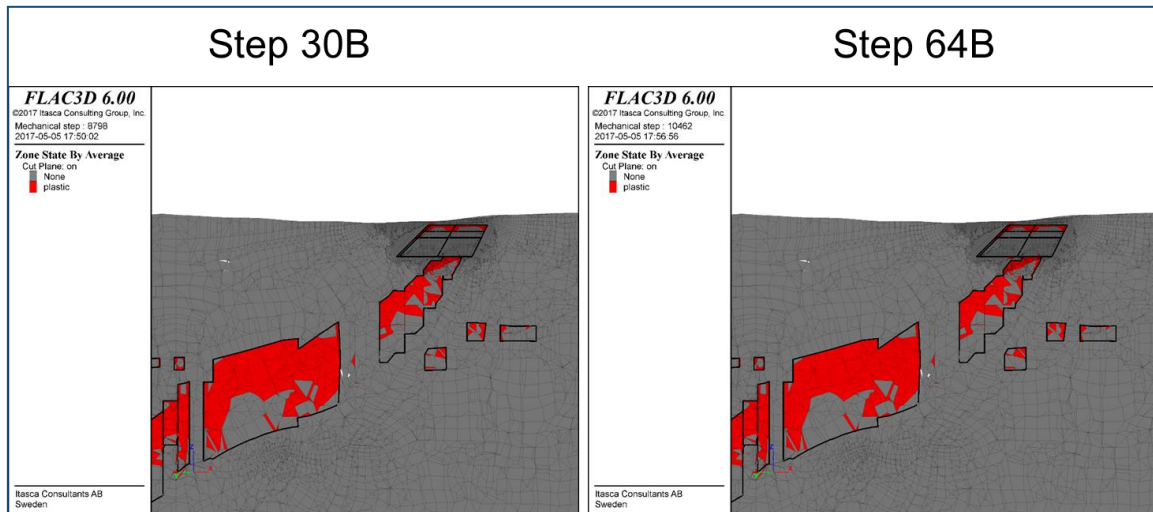 Step 30B
Step 64B
FLAC3D 6.00
©2017 Itasca Consulting Group, Inc.
Mechanical step : 8798
2017-05-05 17:50:02
Zone State By Average
Cut Plane: on
None
plastic
Itasca Consultants AB
Sweden
FLAC3D 6.00
©2017 Itasca Consulting Group, Inc.
Mechanical step : 10462
2017-05-05 17:56:56
Zone State By Average
Cut Plane: on
None
plastic
Itasca Consultants AB
Sweden